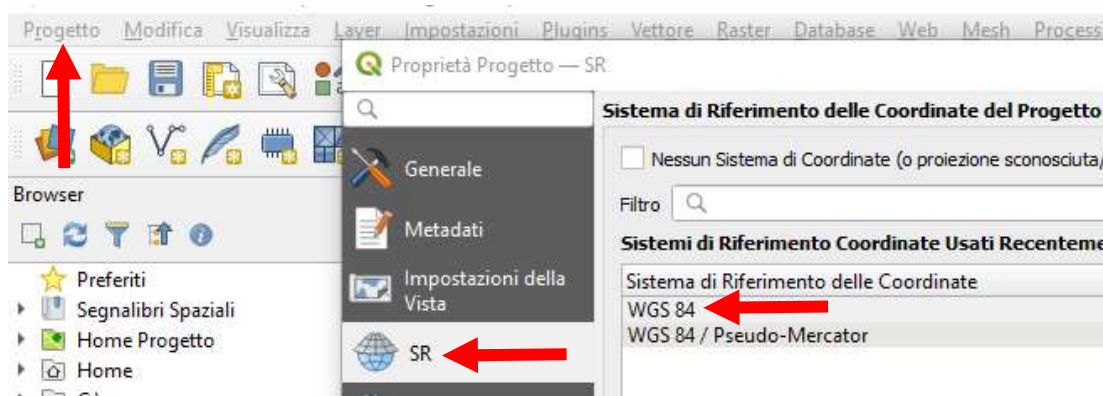 Progetto Modifica Visualizza Layer Impostazioni Plugins Vettore Raster Database Web Mesh Process
Proprietà Progetto — SR
Sistema di Riferimento delle Coordinate del Progetto
Nessun Sistema di Coordinate (o proiezione sconosciuta/
Generale
Filtro
Browser
Metadati
Sistemi di Riferimento Coordinate Usati Recenteme
Preferiti
Impostazioni della
Vista
Sistema di Riferimento delle Coordinate
Segnalibri Spaziali
WGS 84
Home Progetto
WGS 84 / Pseudo-Mercator
SR
Home